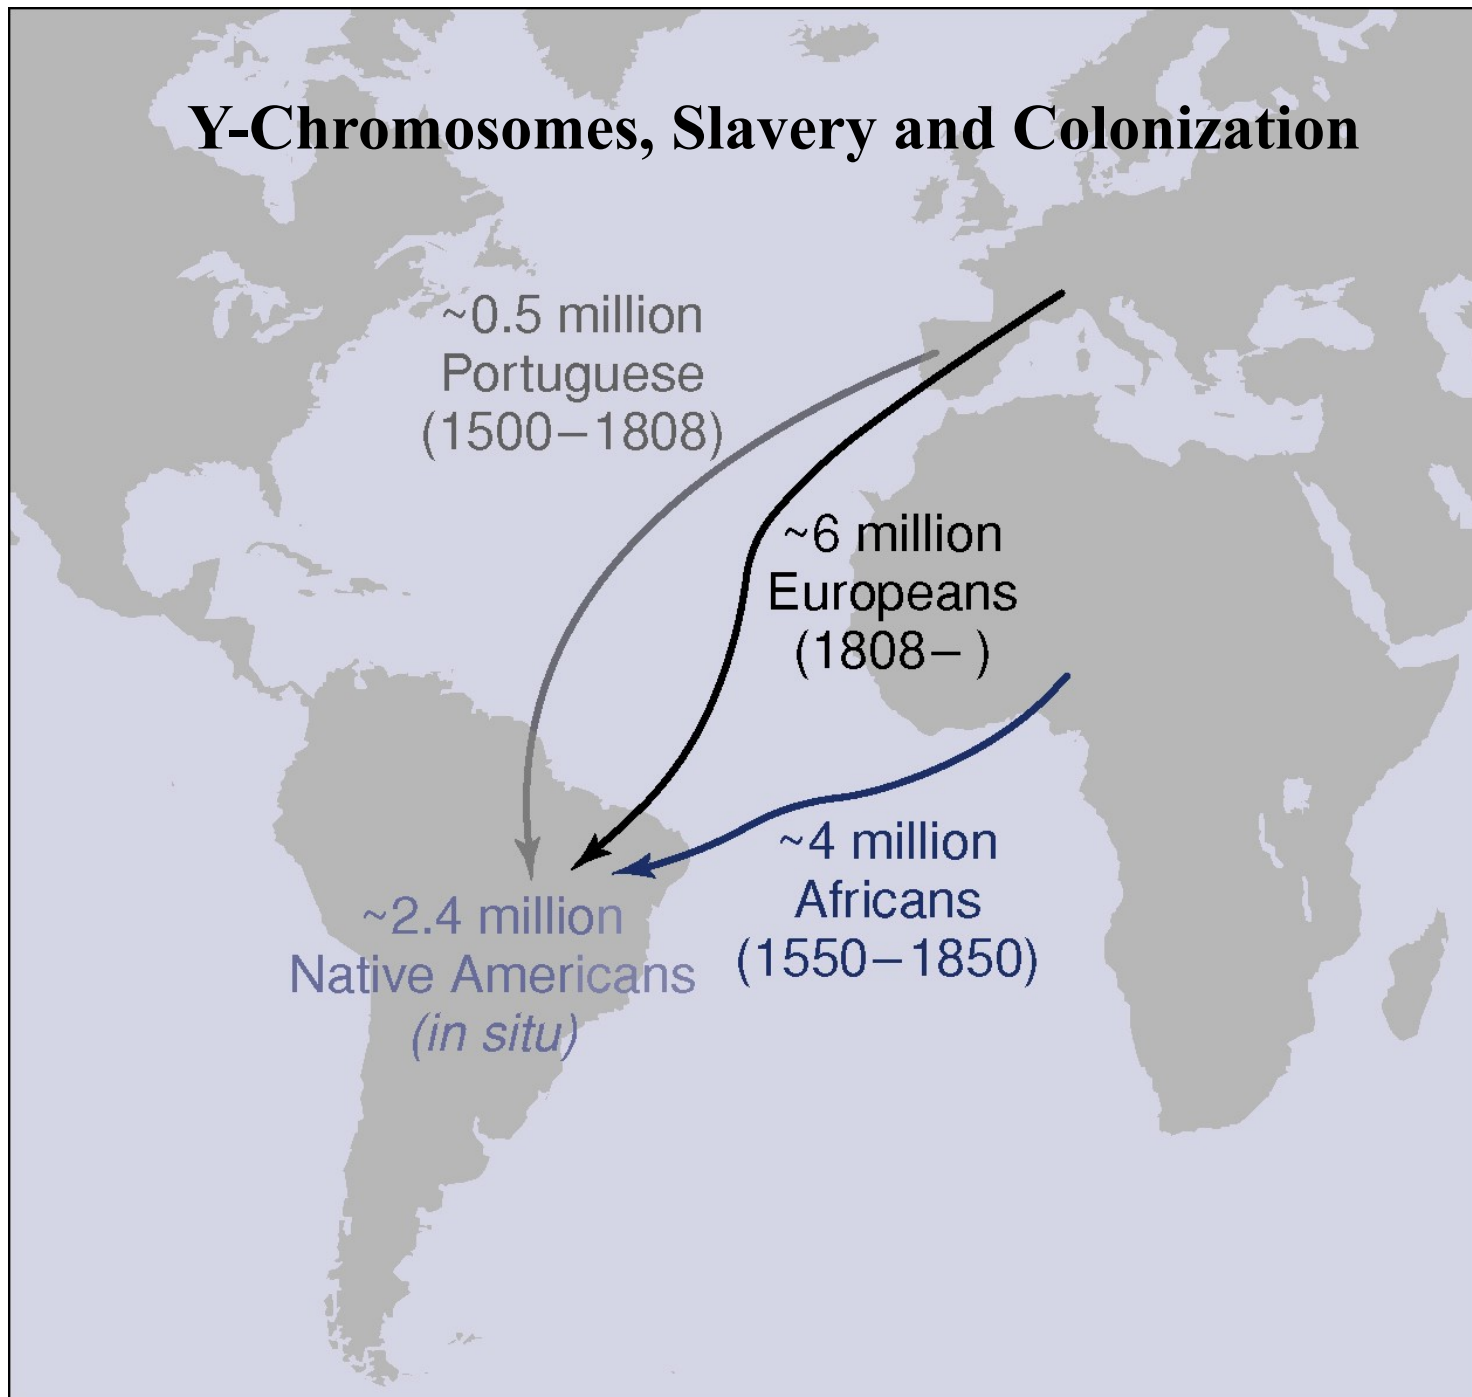 Y-Chromosomes, Slavery and Colonization
~0.5 million
Portuguese
(1500–1808)
~6 million
Europeans
(1808– )
~4 million
Africans
(1550–1850)
~2.4 million
Native Americans
(in situ)